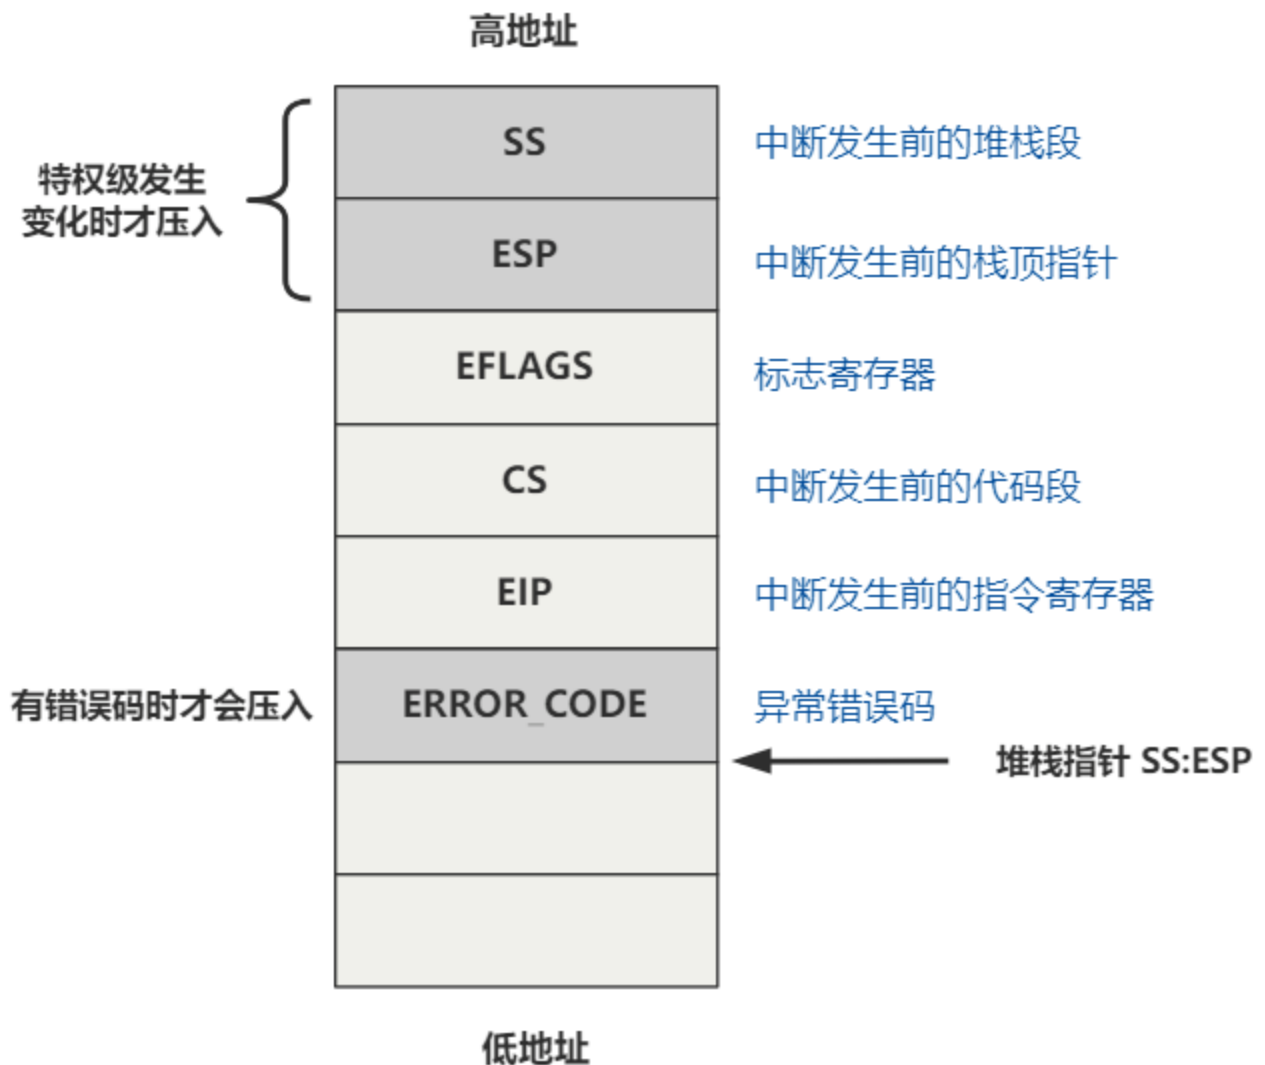 高地址
特权级发生
变化时才压入
SS
中断发生前的堆栈段
ESP
中断发生前的栈顶指针
EFLAGS
标志寄存器
CS
中断发生前的代码段
EIP
中断发生前的指令寄存器
有错误码时才会压入
ERROR_CODE
异常错误码
堆栈指针 SS:ESP
低地址